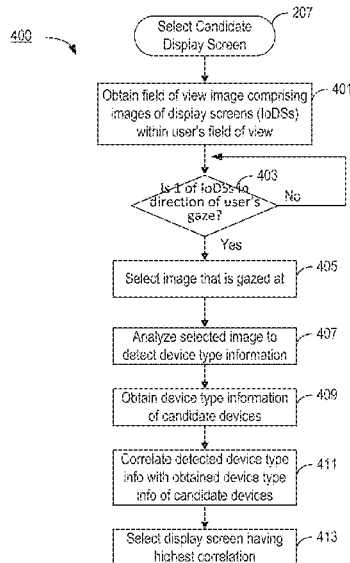 400
Select Candidate
Display Screen
207
Obtain field of view image comprising
images of display screens (IoDSs)
within user's field of view
401
403
Is 1 of IoDSs in
direction of user's
gaze?
No
Yes
Select image that is gazed at
405
Analyze selected image to
detect device type information
407
Obtain device type information
of candidate devices
409
Correlate detected device type
info with obtained device type
info of candidate devices
411
Select display screen having
highest correlation
413